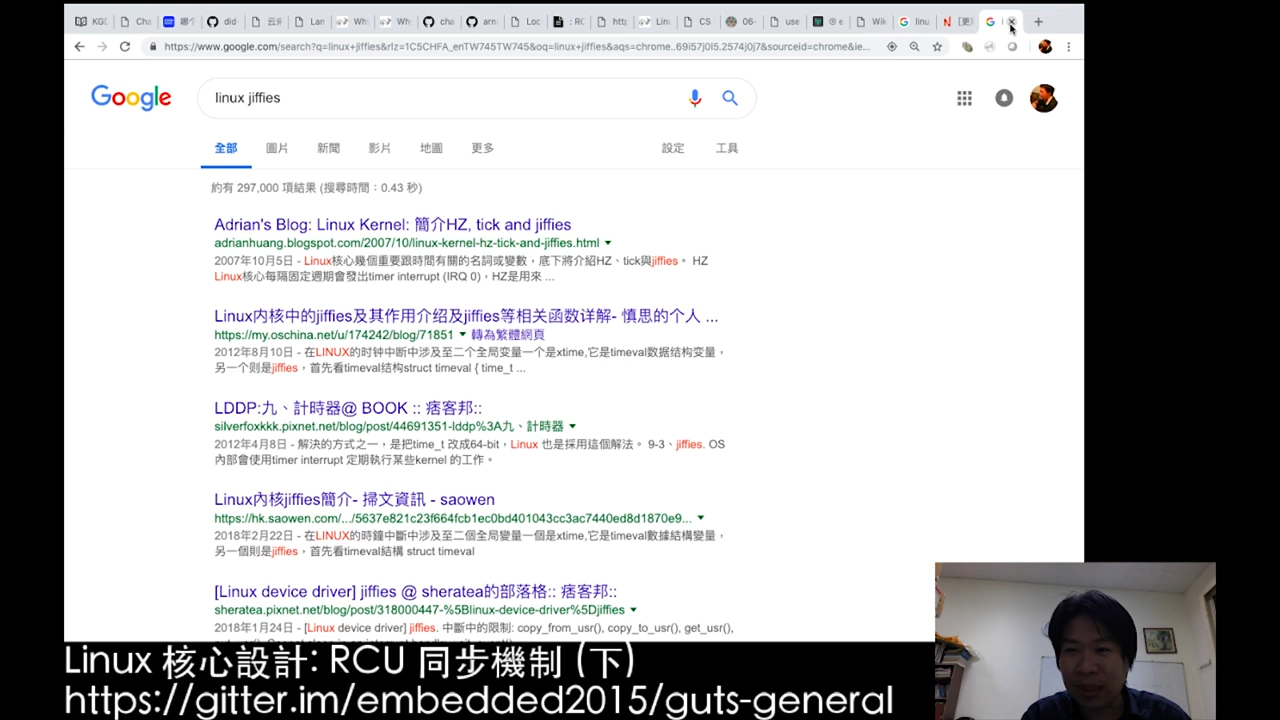 KG
Cha
哪
did
云
Lan
Wh
Wh
cha
arn
Loc
: RC
http
Lin
CS
06-
use
® e
Wik
linu
[更
https://www.google.com/search?q=linux+jiffies&rlz=1C5CHFA_enTW745TW745&oq=linux+jiffies&aqs=chrome..69i57j0l5.2574j0j7&sourceid=chrome&ie...
Google
linux jiffies
全部 圖片 新聞 影片 地圖 更多 設定 工具
約有 297,000 項結果 (搜尋時間:0.43 秒)
Adrian's Blog: Linux Kernel: 簡介HZ, tick and jiffies
adrianhuang.blogspot.com/2007/10/linux-kernel-hz-tick-and-jiffies.html
2007年10月5日 - Linux核心幾個重要跟時間有關的名詞或變數,底下將介紹HZ、tick與jiffies。 HZ
Linux核心每隔固定週期會發出timer interrupt (IRQ 0),HZ是用來 ...
Linux内核中的jiffies及其作用介绍及jiffies等相关函数详解- 慎思的个人 ...
https://my.oschina.net/u/174242/blog/71851 轉為繁體網頁
2012年8月10日 - 在LINUX的时钟中断中涉及至二个全局变量一个是xtime,它是timeval数据结构变量,
另一个则是jiffies,首先看timeval结构struct timeval { time_t ...
LDDP:九、計時器@ BOOK :: 痞客邦::
silverfoxkkk.pixnet.net/blog/post/44691351-lddp%3A九、計時器
2012年4月8日 - 解決的方式之一,是把time_t 改成64-bit,Linux 也是採用這個解法。 9-3、jiffies. OS
內部會使用timer interrupt 定期執行某些kernel 的工作。
Linux內核jiffies簡介- 掃文資訊 - saowen
https://hk.saowen.com/.../5637e821c23f664fcb1ec0bd401043cc3ac7440ed8d1870e9...
2018年2月22日 - 在LINUX的時鐘中斷中涉及至二個全局變量一個是xtime,它是timeval數據結構變量,
另一個則是jiffies,首先看timeval結構 struct timeval
[Linux device driver] jiffies @ sheratea的部落格:: 痞客邦::
sheratea.pixnet.net/blog/post/318000447-%5Blinux-device-driver%5Djiffies
2018年1月24日 - [Linux device driver] jiffies. 中斷中的限制: copy_from_usr(), copy_to_usr(), get_usr(),
Linux 核心設計: RCU 同步機制 (下)
https://gitter.im/embedded2015/guts-general